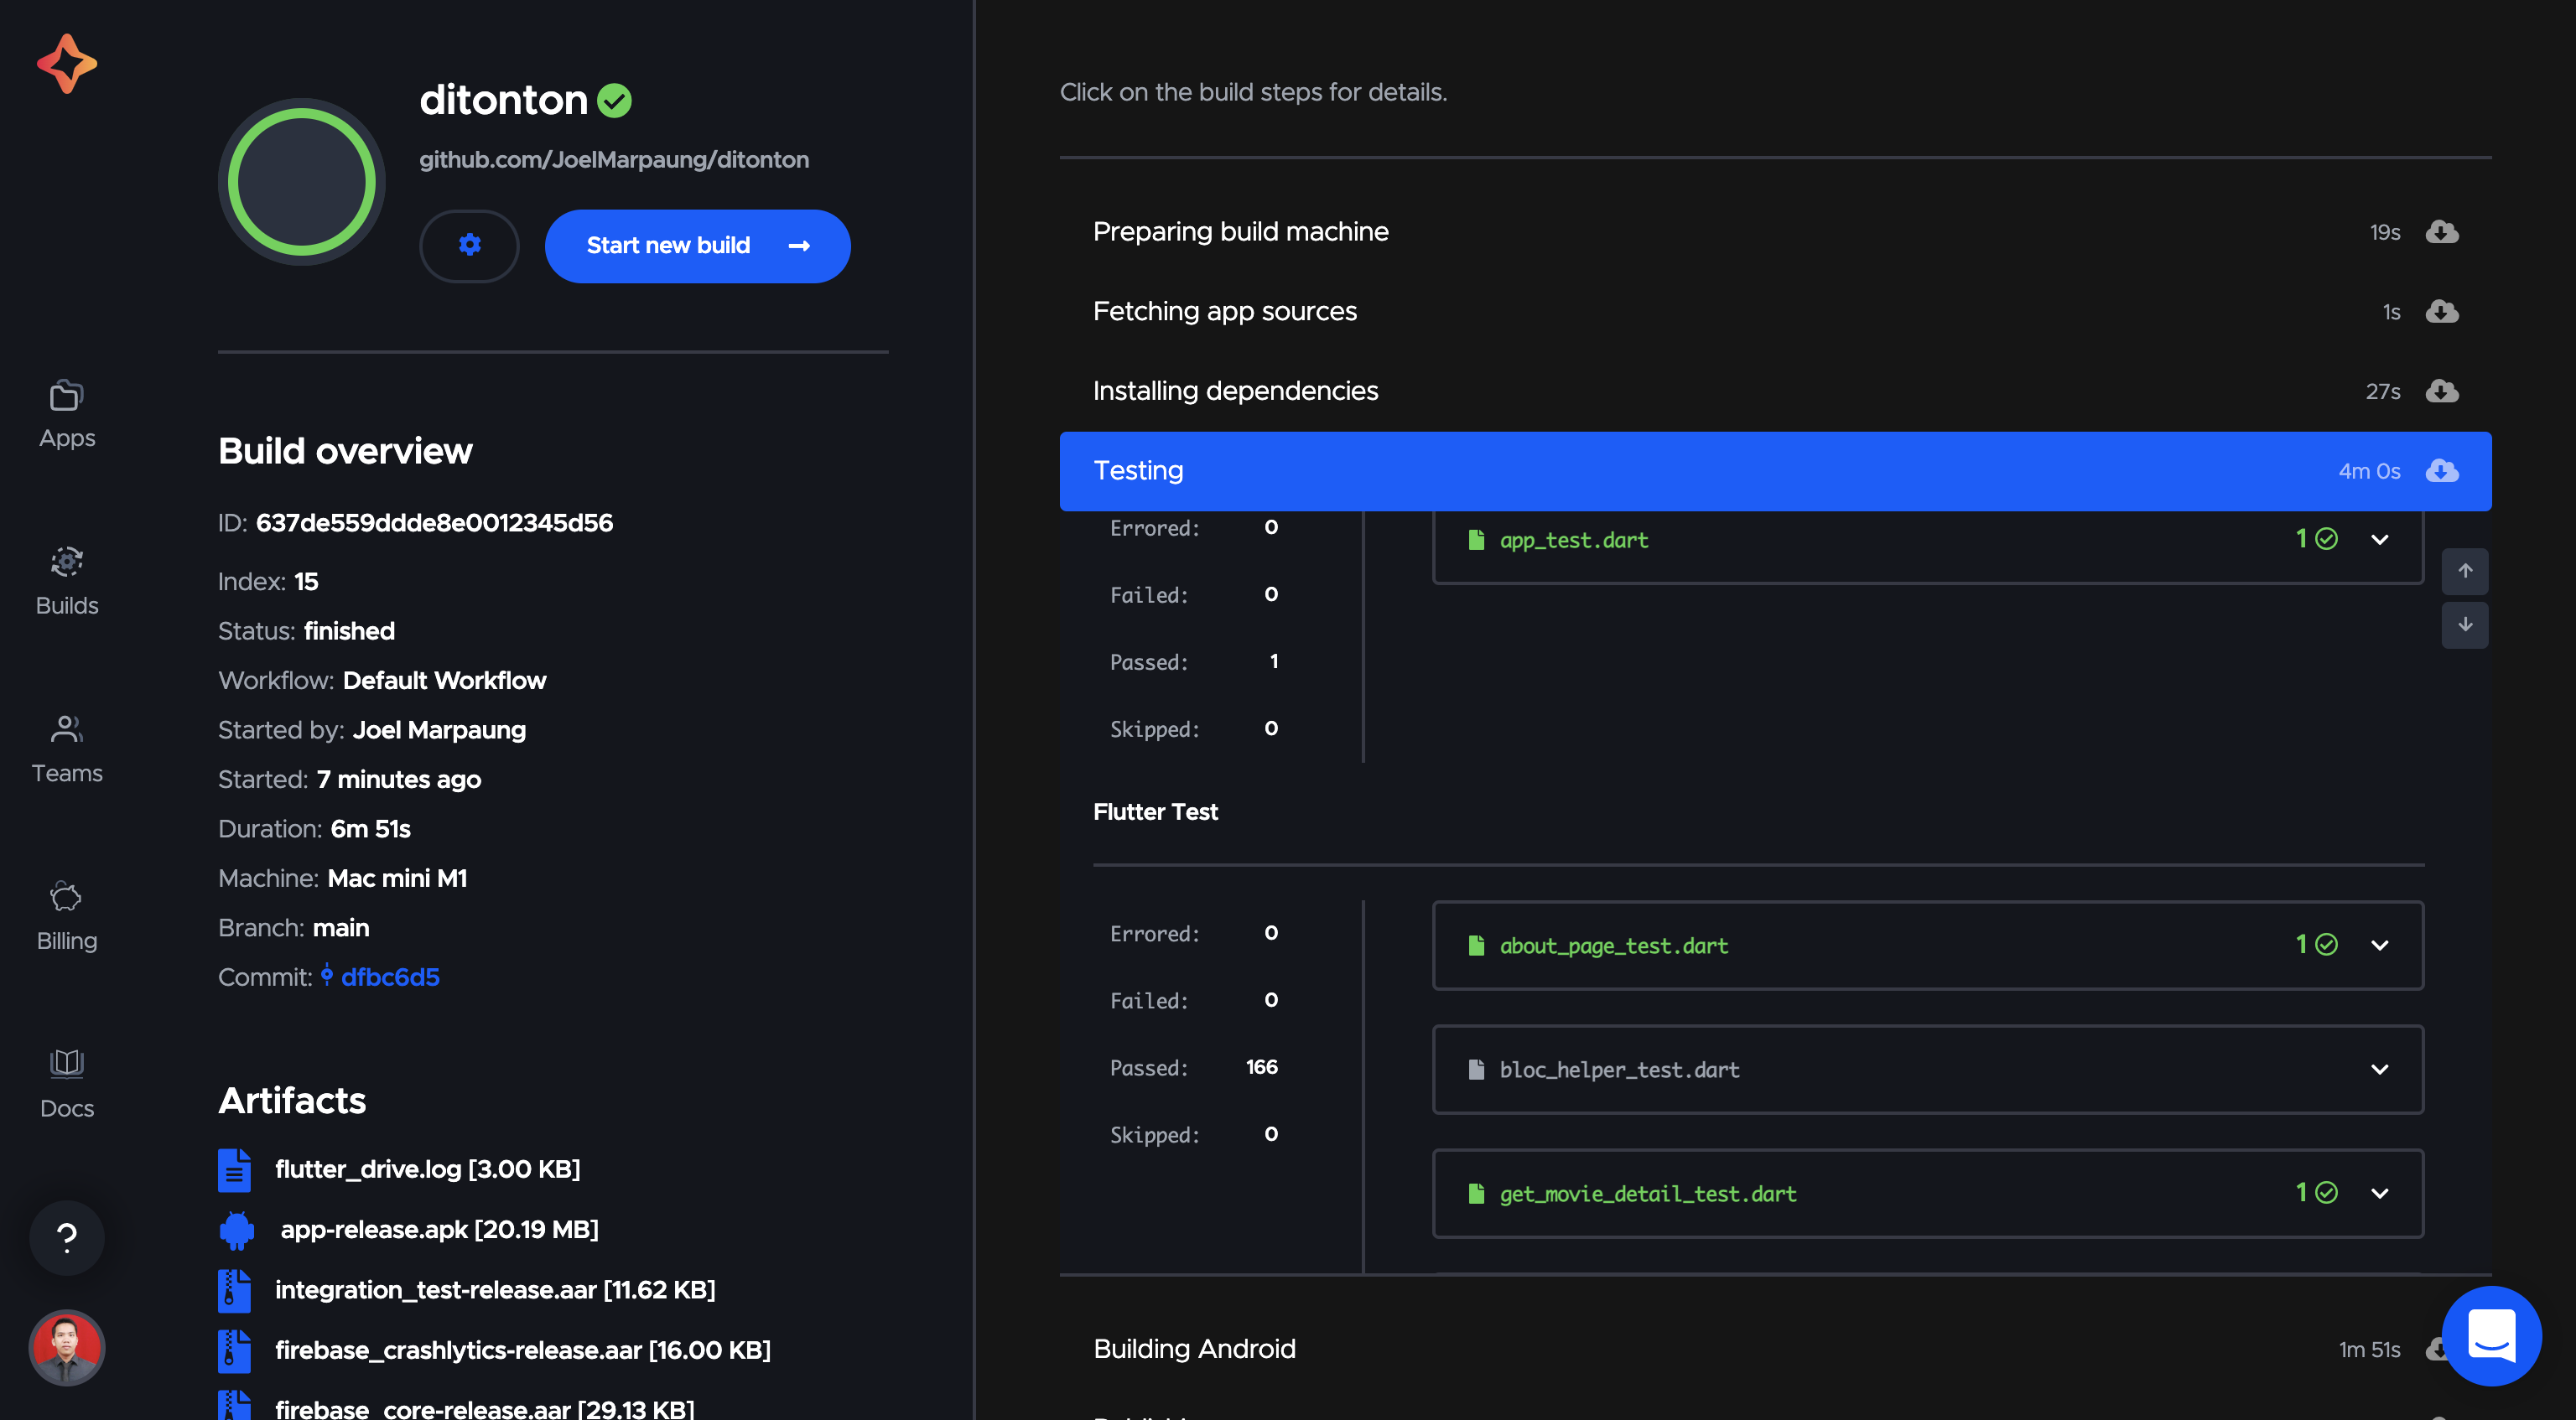 ditonton
github.com/JoelMarpaung/ditonton
Start new build
Apps
Builds
Teams
Billing
Docs
?
Build overview
ID: 637de559ddde8e0012345d56
Index: 15
Status: finished
Workflow: Default Workflow
Started by: Joel Marpaung
Started: 7 minutes ago
Duration: 6m 51s
Machine: Mac mini M1
Branch: main
Commit: dfbc6d5
Artifacts
flutter_drive.log [3.00 KB]
app-release.apk [20.19 MB]
integration_test-release.aar [11.62 KB]
firebase_crashlytics-release.aar [16.00 KB]
firebase_core-release.aar [29.13 KB]
Click on the build steps for details.
Preparing build machine 19s
Fetching app sources 1s
Installing dependencies 27s
Testing 4m 0s
Errored: 0
Failed: 0
Passed: 1
Skipped: 0
app_test.dart 1
Flutter Test
Errored: 0
Failed: 0
Passed: 166
Skipped: 0
about_page_test.dart 1
bloc_helper_test.dart
get_movie_detail_test.dart 1
Building Android 1m 51s